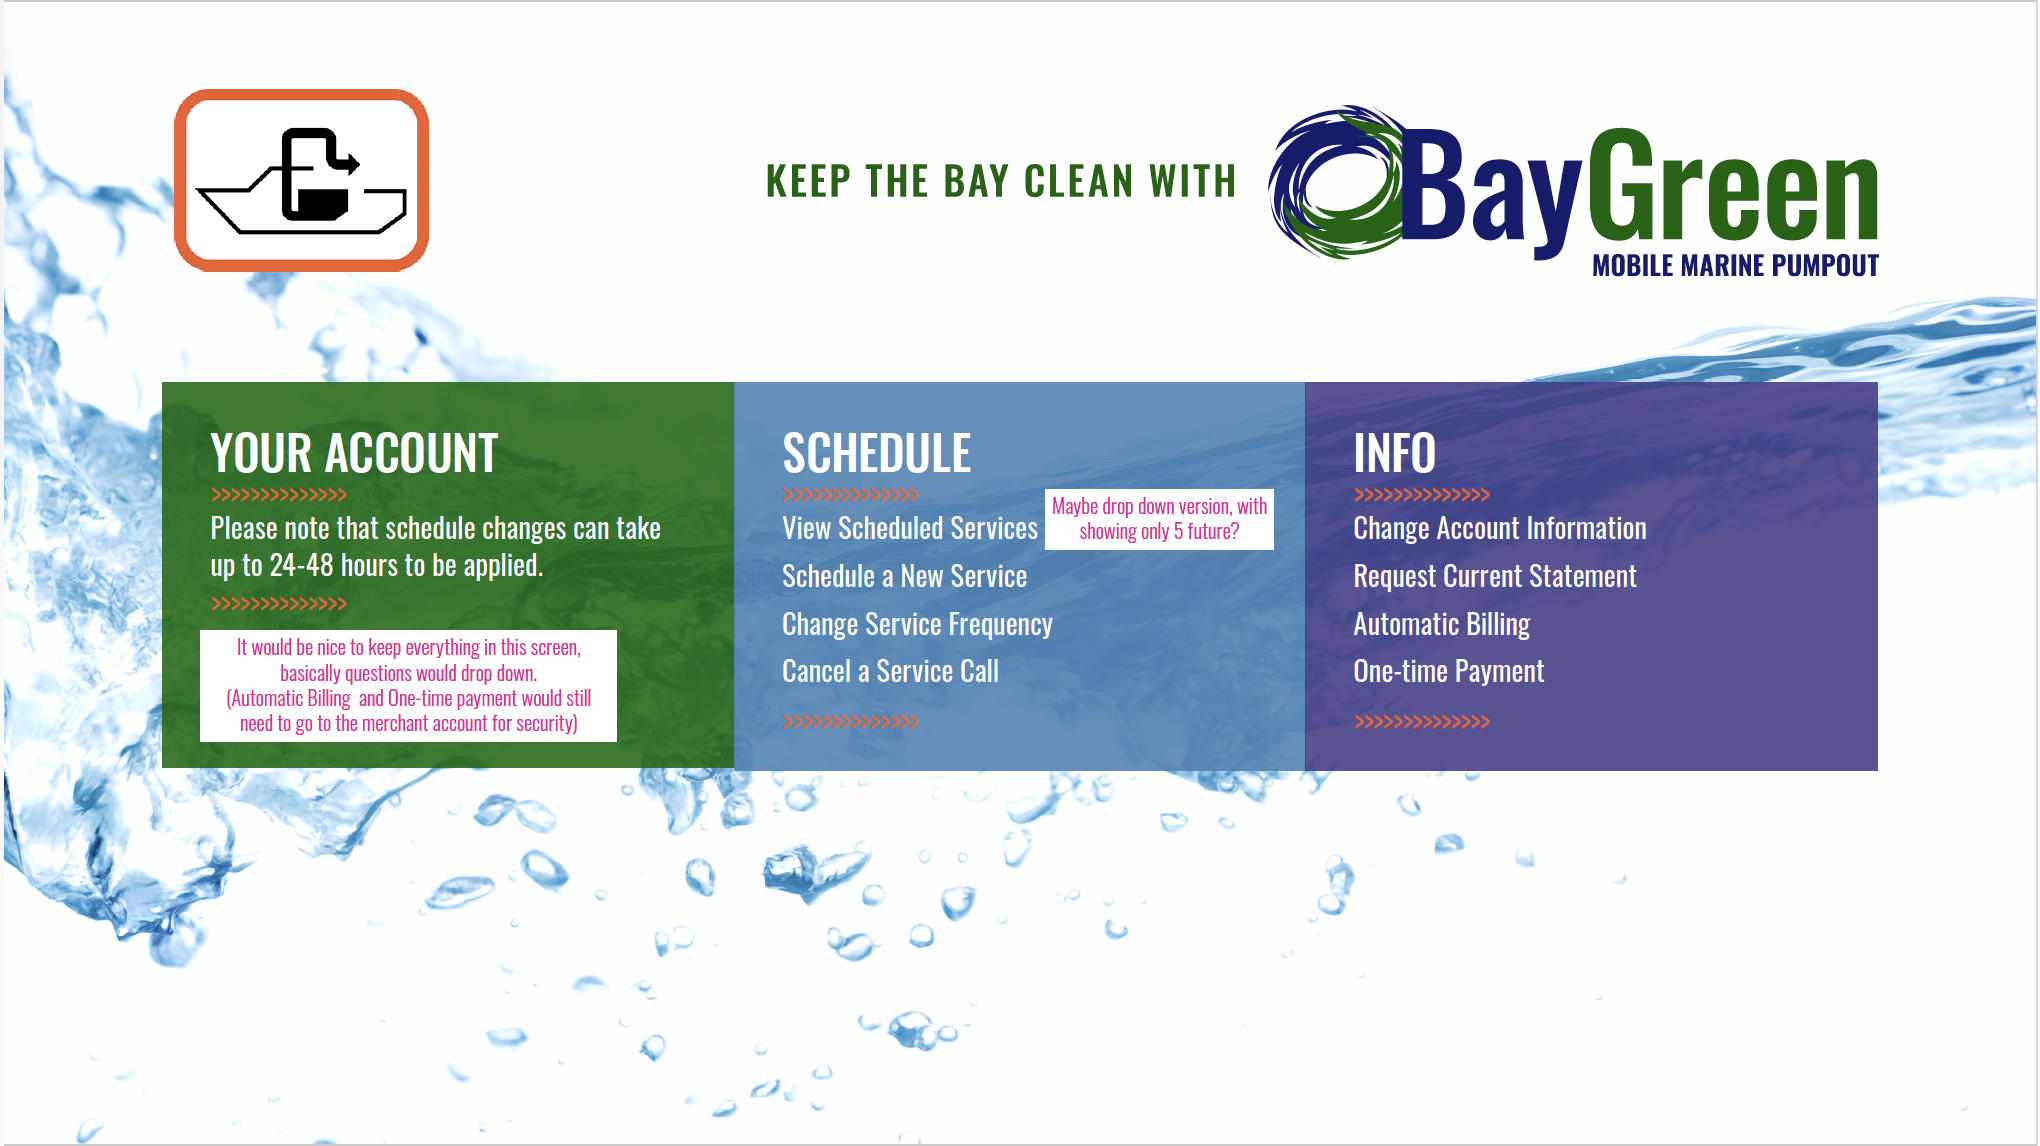 KEEP THE BAY CLEAN WITH
BayGreen
MOBILE MARINE PUMPOUT
YOUR ACCOUNT
>>>>>>>>>>>>>>
Please note that schedule changes can take
up to 24-48 hours to be applied.
>>>>>>>>>>>>>>
It would be nice to keep everything in this screen,
basically questions would drop down.
(Automatic Billing  and One-time payment would still
need to go to the merchant account for security)
SCHEDULE
>>>>>>>>>>>>>>
View Scheduled Services
Maybe drop down version, with
showing only 5 future?
Schedule a New Service
Change Service Frequency
Cancel a Service Call
>>>>>>>>>>>>>>
INFO
>>>>>>>>>>>>>>
Change Account Information
Request Current Statement
Automatic Billing
One-time Payment
>>>>>>>>>>>>>>